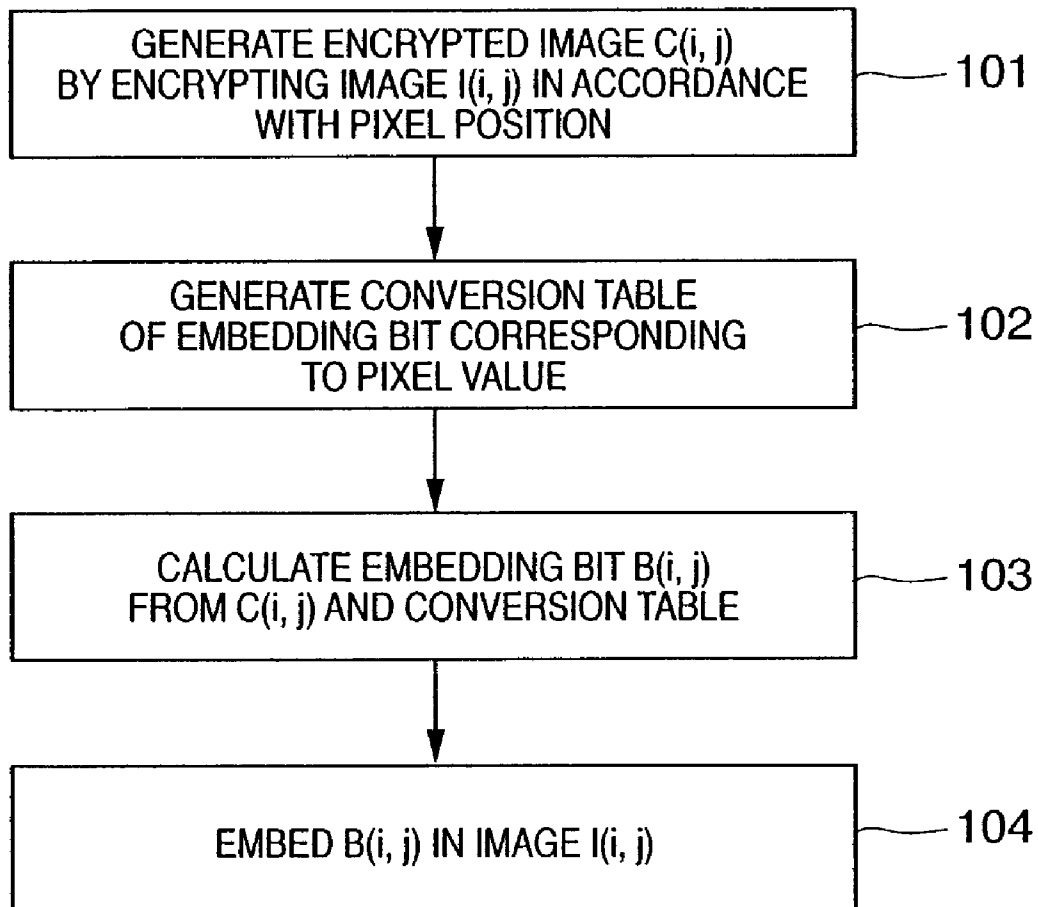 GENERATE ENCRYPTED IMAGE C(i, j)
BY ENCRYPTING IMAGE I(i, j) IN ACCORDANCE
WITH PIXEL POSITION
101
GENERATE CONVERSION TABLE
OF EMBEDDING BIT CORRESPONDING
TO PIXEL VALUE
102
CALCULATE EMBEDDING BIT B(i, j)
FROM C(i, j) AND CONVERSION TABLE
103
EMBED B(i, j) IN IMAGE I(i, j)
104